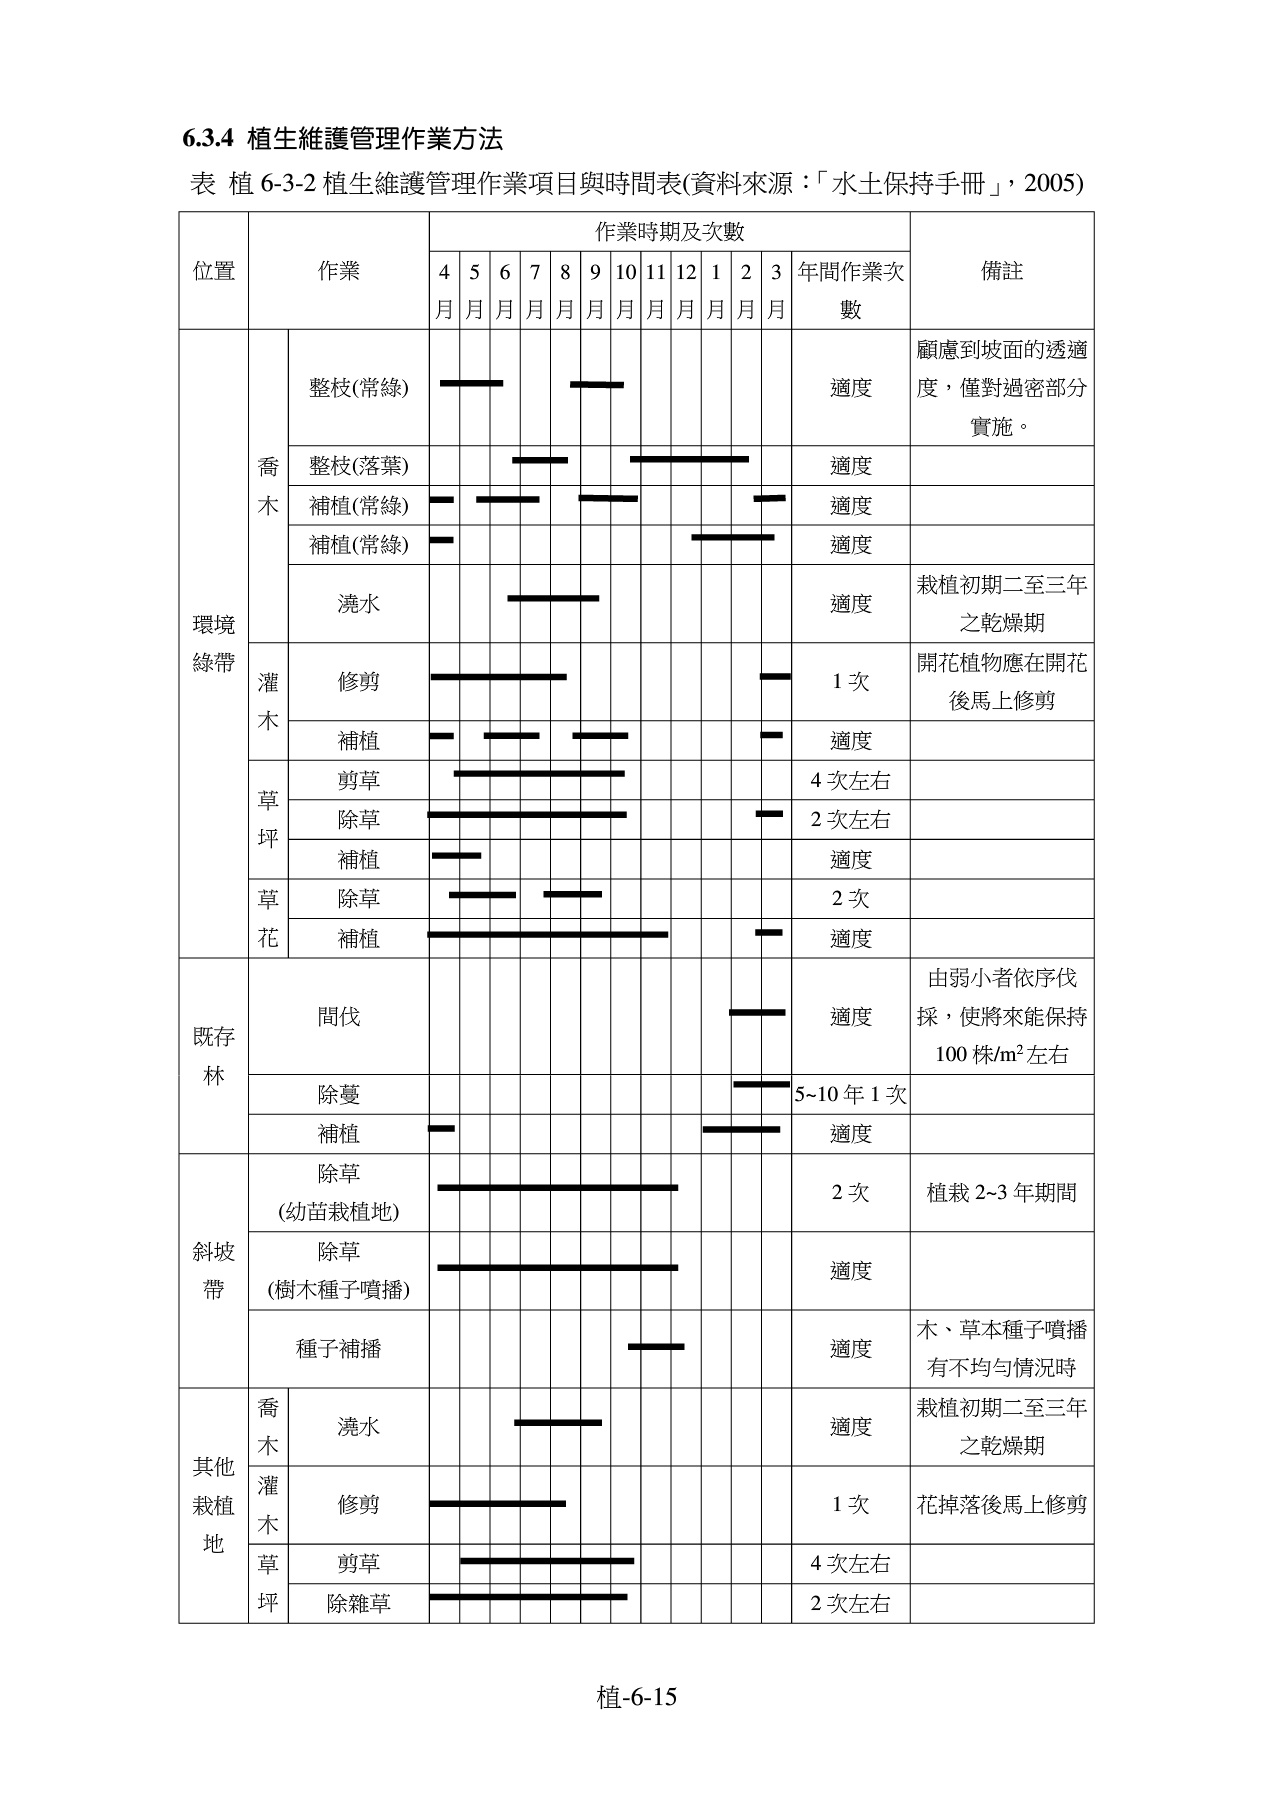 6.3.4 植生維護管理作業方法
表 植 6-3-2 植生維護管理作業項目與時間表(資料來源：「水土保持手冊」，2005)
位置 作業 作業時期及次數 備註
4月 5月 6月 7月 8月 9月 10月 11月 12月 1月 2月 3月 年間作業次數
環境綠帶
喬木
整枝(常綠) 適度 顧慮到坡面的透適
度，僅對過密部分
實施。
整枝(落葉) 適度
補植(常綠) 適度
補植(常綠) 適度
澆水 適度 栽植初期二至三年
之乾燥期
灌木
修剪 1 次 開花植物應在開花
後馬上修剪
補植 適度
草坪
剪草 4 次左右
除草 2 次左右
補植 適度
草花
除草 2 次
補植 適度
既存林
間伐 適度 由弱小者依序伐
採，使將來能保持
100 株/m²左右
除蔓 5~10 年 1 次
補植 適度
斜坡帶
除草
(幼苗栽植地) 2 次 植栽 2~3 年期間
除草
(樹木種子噴播) 適度
種子補播 適度 木、草本種子噴播
有不均勻情況時
其他栽植地
喬木
澆水 適度 栽植初期二至三年
之乾燥期
灌木
修剪 1 次 花掉落後馬上修剪
草坪
剪草 4 次左右
除雜草 2 次左右
植-6-15